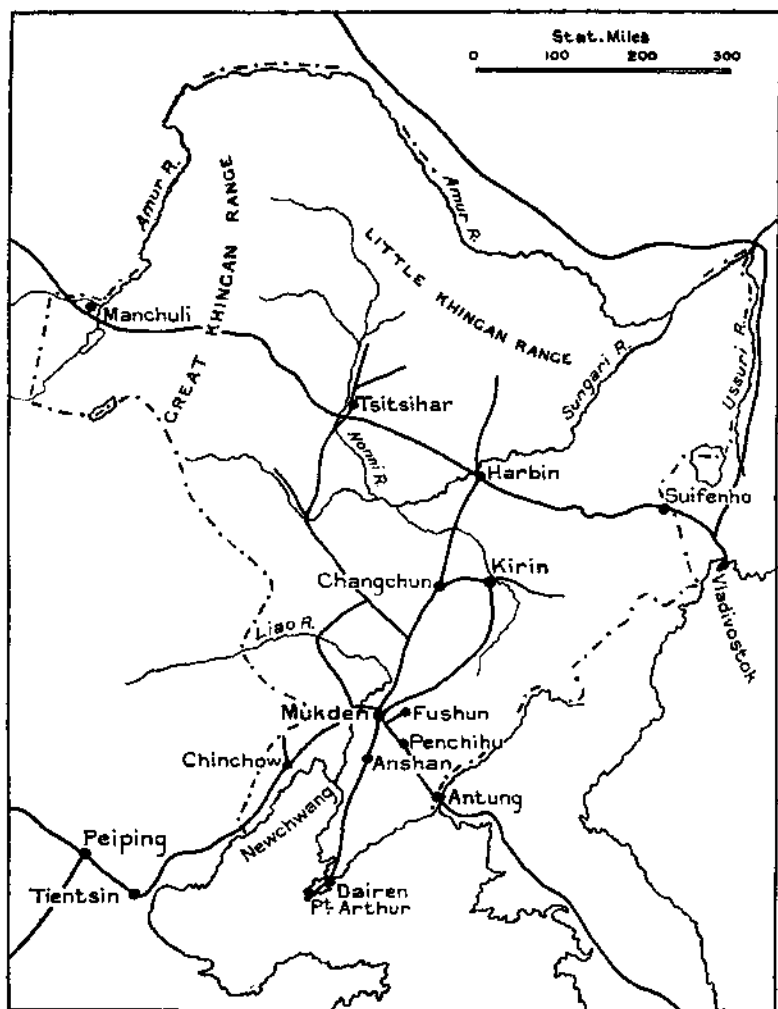 Stat. Miles
0 100 200 300
Amur R.
GREAT KHINGAN RANGE
Amur R.
LITTLE KHINGAN RANGE
Manchuli
Sungari R.
Ussuri R.
Tsitsihar
Nonni R.
Harbin
Suifenho
Changchun
Kirin
Vladivostok
Liao R.
Mukden
Fushun
Penchihu
Chinchow
Anshan
Newchwang
Antung
Peiping
Tientsin
Dairen
Pt. Arthur